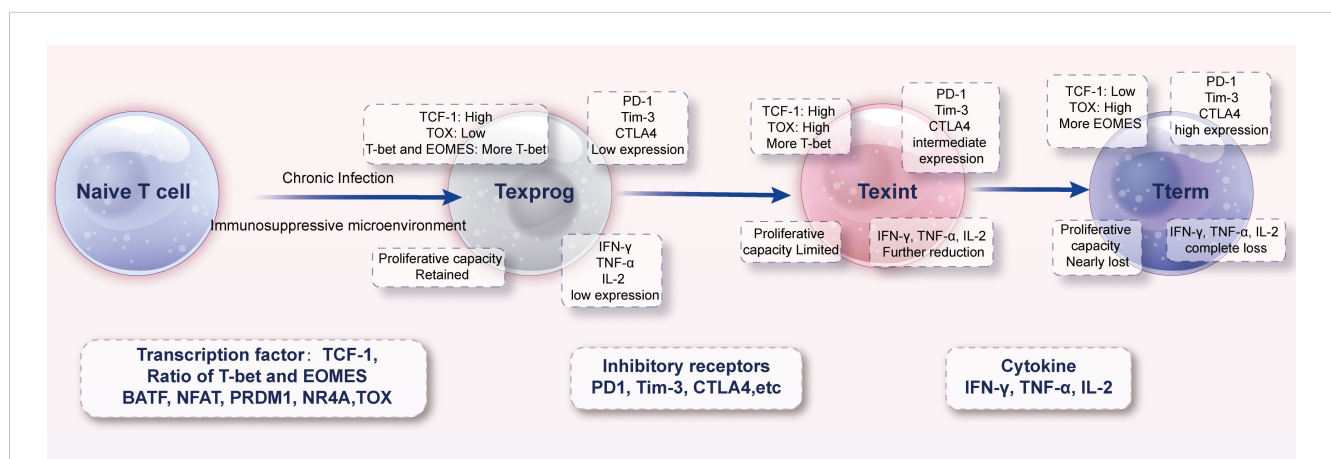 Naive T cell
Chronic Infection
Immunosuppressive microenvironment
TCF-1: High
TOX: Low
T-bet and EOMES: More T-bet
PD-1
Tim-3
CTLA4
Low expression
Texprog
Proliferative capacity
Retained
IFN-γ
TNF-α
IL-2
low expression
TCF-1: High
TOX: High
More T-bet
PD-1
Tim-3
CTLA4
intermediate
expression
Texint
Proliferative
capacity Limited
IFN-γ, TNF-α, IL-2
Further reduction
TCF-1: Low
TOX: High
More EOMES
PD-1
Tim-3
CTLA4
high expression
Tterm
Proliferative
capacity
Nearly lost
IFN-γ, TNF-α, IL-2
complete loss
Transcription factor: TCF-1,
Ratio of T-bet and EOMES
BATF, NFAT, PRDM1, NR4A,TOX
Inhibitory receptors
PD1, Tim-3, CTLA4,etc
Cytokine
IFN-γ, TNF-α, IL-2